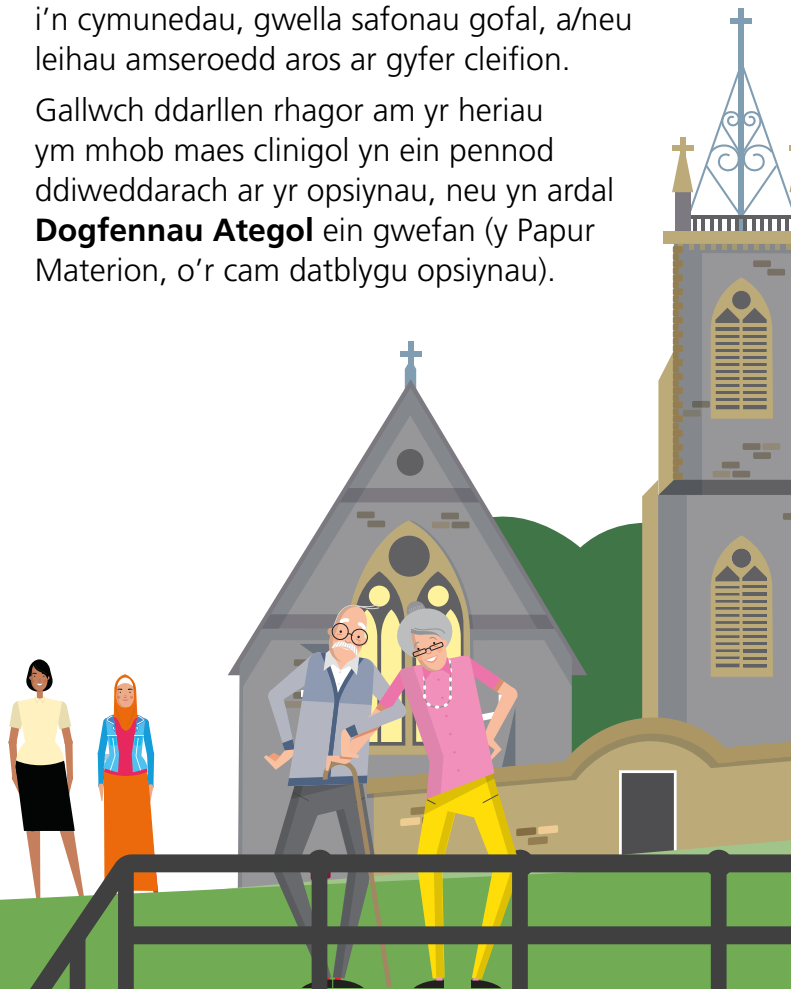 i’n cymunedau, gwella safonau gofal, a/neu
leihau amseroedd aros ar gyfer cleifion.
Gallwch ddarllen rhagor am yr heriau
ym mhob maes clinigol yn ein pennod
ddiweddarach ar yr opsiynau, neu yn ardal
Dogfennau Ategol ein gwefan (y Papur
Materion, o’r cam datblygu opsiynau).